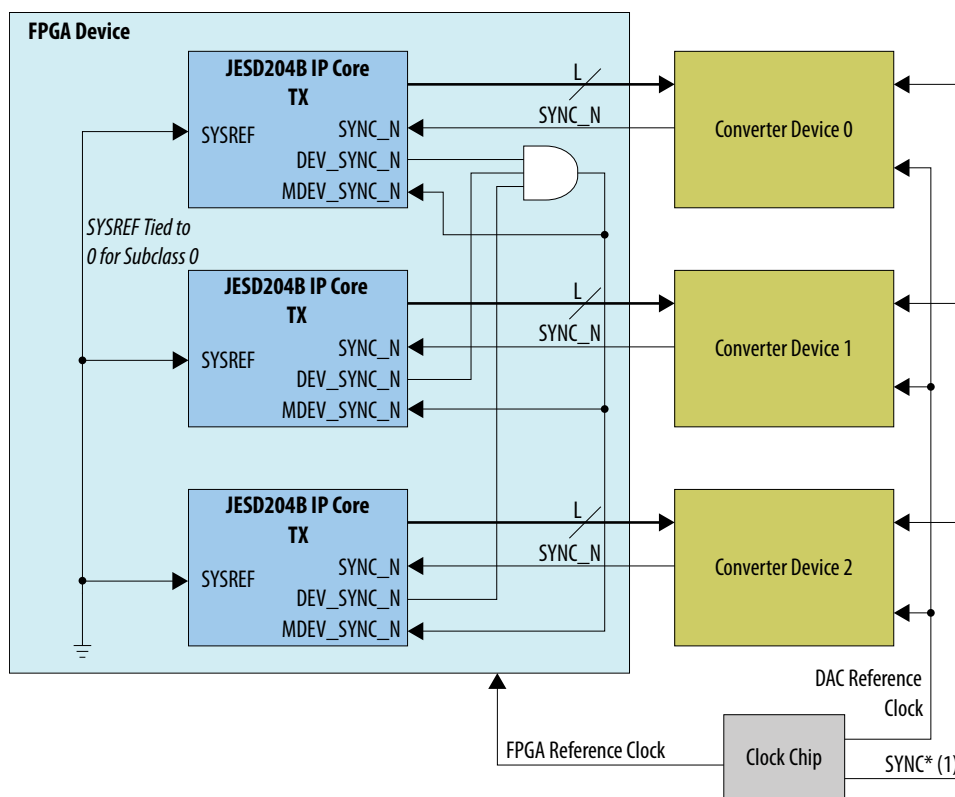 FPGA Device
JESD204B IP Core
TX
SYSREF
SYNC_N
DEV_SYNC_N
MDEV_SYNC_N
L
SYNC_N
Converter Device 0
SYSREF Tied to
0 for Subclass 0
JESD204B IP Core
TX
SYSREF
SYNC_N
DEV_SYNC_N
MDEV_SYNC_N
L
SYNC_N
Converter Device 1
JESD204B IP Core
TX
SYSREF
SYNC_N
DEV_SYNC_N
MDEV_SYNC_N
L
SYNC_N
Converter Device 2
DAC Reference
Clock
FPGA Reference Clock
Clock Chip
SYNC* (1)